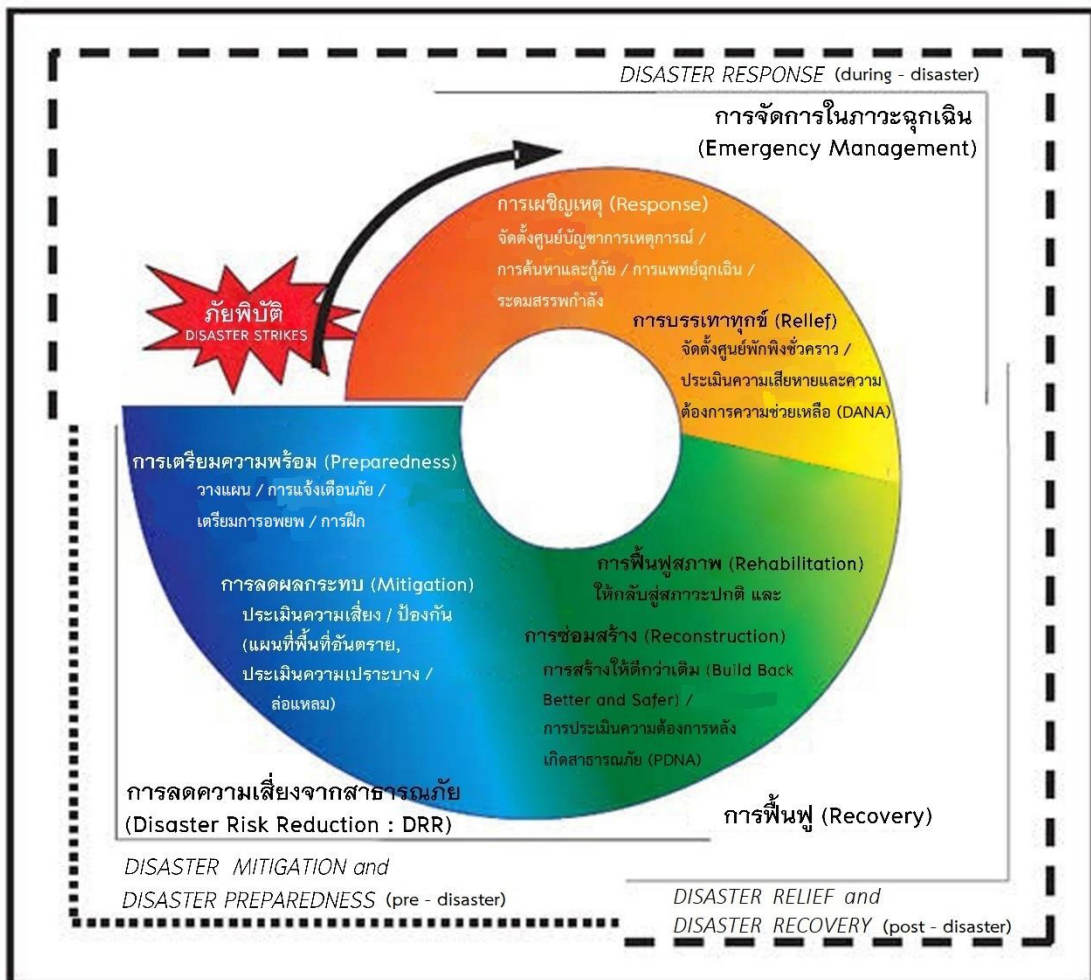 DISASTER RESPONSE (during - disaster)
การจัดการในภาวะฉุกเฉิน
(Emergency Management)
การเผชิญเหตุ (Response)
จัดตั้งศูนย์บัญชาการเหตุการณ์ /
การค้นหาและกู้ภัย / การแพทย์ฉุกเฉิน /
ระดมสรรพกำลัง
ภัยพิบัติ
DISASTER STRIKES
การบรรเทาทุกข์ (Rellef)
จัดตั้งศูนย์พักพิงชั่วคราว /
ประเมินความเสียหายและความ
ต้องการความช่วยเหลือ (DANA)
การเตรียมความพร้อม (Preparedness)
วางแผน / การแจ้งเตือนภัย /
เตรียมการอพยพ / การฝึก
การลดผลกระทบ (Mitigation)
ประเมินความเสี่ยง / ป้องกัน
(แผนที่พื้นที่อันตราย,
ประเมินความเปราะบาง /
ล่อแหลม)
การฟื้นฟูสภาพ (Rehabilitation)
ให้กลับสู่สภาวะปกติ และ
การซ่อมสร้าง (Reconstruction)
การสร้างให้ดีกว่าเดิม (Build Back
Better and Safer) /
การประเมินความต้องการหลัง
เกิดสาธารณภัย (PDNA)
การลดความเสี่ยงจากสาธารณภัย
(Disaster Risk Reduction : DRR)
การฟื้นฟู (Recovery)
DISASTER MITIGATION and
DISASTER PREPAREDNESS (pre - disaster)
DISASTER RELIEF and
DISASTER RECOVERY (post - disaster)